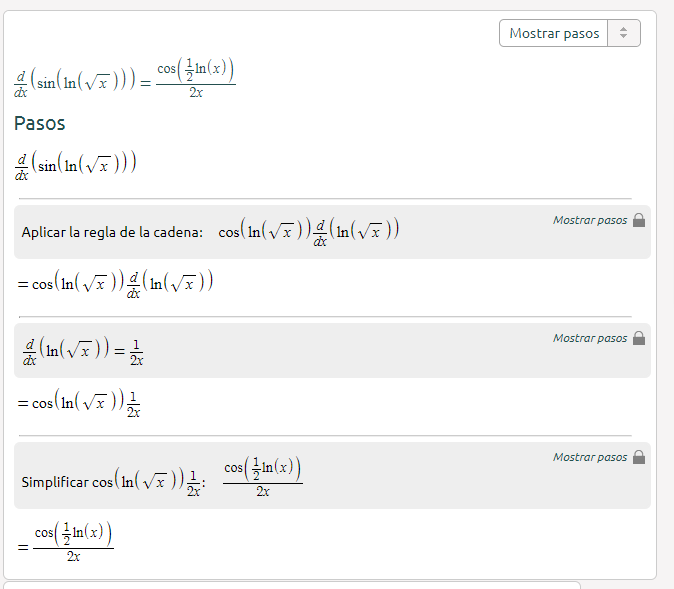 Mostrar pasos
d/dx (sin(ln(√x))) = cos(1/2 ln(x))/2x
Pasos
d/dx (sin(ln(√x)))
Mostrar pasos
Aplicar la regla de la cadena: cos(ln(√x)) d/dx (ln(√x))
= cos(ln(√x)) d/dx (ln(√x))
Mostrar pasos
d/dx (ln(√x)) = 1/2x
= cos(ln(√x)) 1/2x
Mostrar pasos
Simplificar cos(ln(√x)) 1/2x: cos(1/2 ln(x))/2x
= cos(1/2 ln(x))/2x